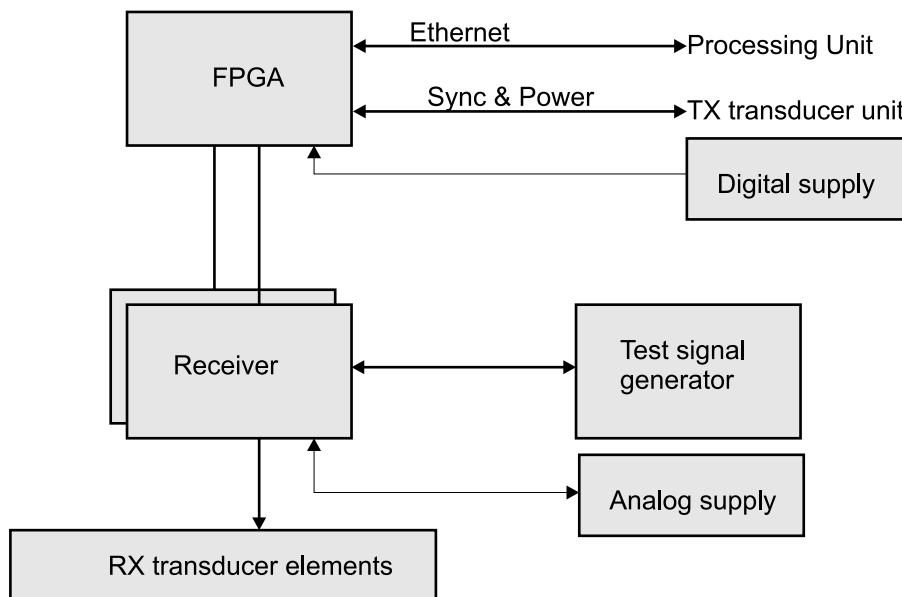 Ethernet
Processing Unit
FPGA
Sync & Power
TX transducer unit
Digital supply
Receiver
Test signal
generator
Analog supply
RX transducer elements